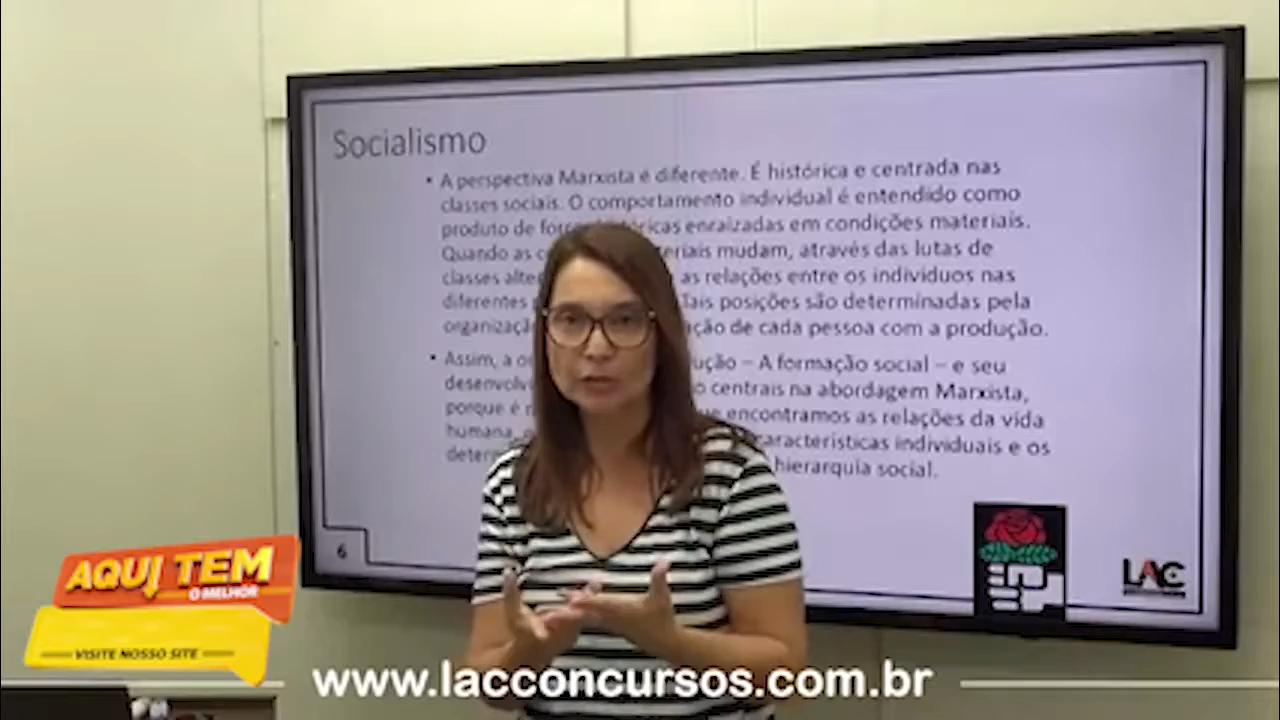 Socialismo
• A perspectiva Marxista é diferente. É histórica e centrada nas
classes sociais. O comportamento individual é entendido como
produto de forças históricas enraizadas em condições materiais.
Quando as materiais mudam, através das lutas de
classes as relações entre os indivíduos nas
diferentes Tais posições são determinadas pela
de cada pessoa com a produção.
• Assim, a – A formação social – e seu
centrais na abordagem Marxista,
porque é encontramos as relações da vida
humana, características individuais e os
hierarquia social.
6
LAC
AQUI TEM
O MELHOR
VISITE NOSSO SITE
www.lacconcursos.com.br